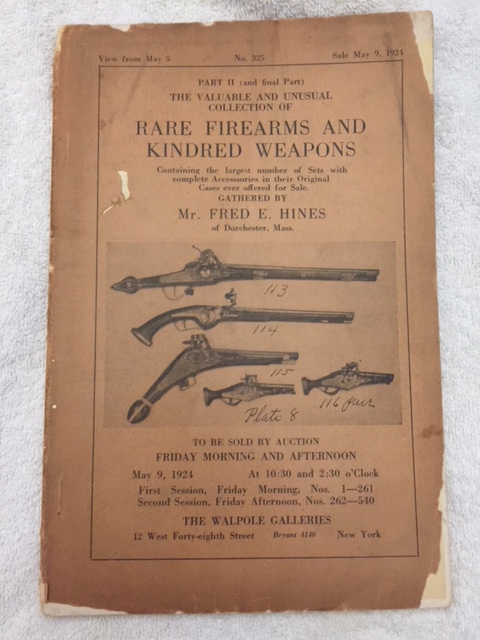 View from May 5 No. 325 Sale May 9, 1924
PART II (and final Part)
THE VALUABLE AND UNUSUAL
COLLECTION OF
RARE FIREARMS AND
KINDRED WEAPONS
Containing the largest number of Sets with
complete Accessories in their Original
Cases ever offered for Sale.
GATHERED BY
Mr. FRED E. HINES
of Dorchester, Mass.
113
114
115
116 pair
Plate 8
TO BE SOLD BY AUCTION
FRIDAY MORNING AND AFTERNOON
May 9, 1924 At 10:30 and 2:30 o'Clock
First Session, Friday Morning, Nos. 1—261
Second Session, Friday Afternoon, Nos. 262—540
THE WALPOLE GALLERIES
12 West Forty-eighth Street Bryant 4140 New York